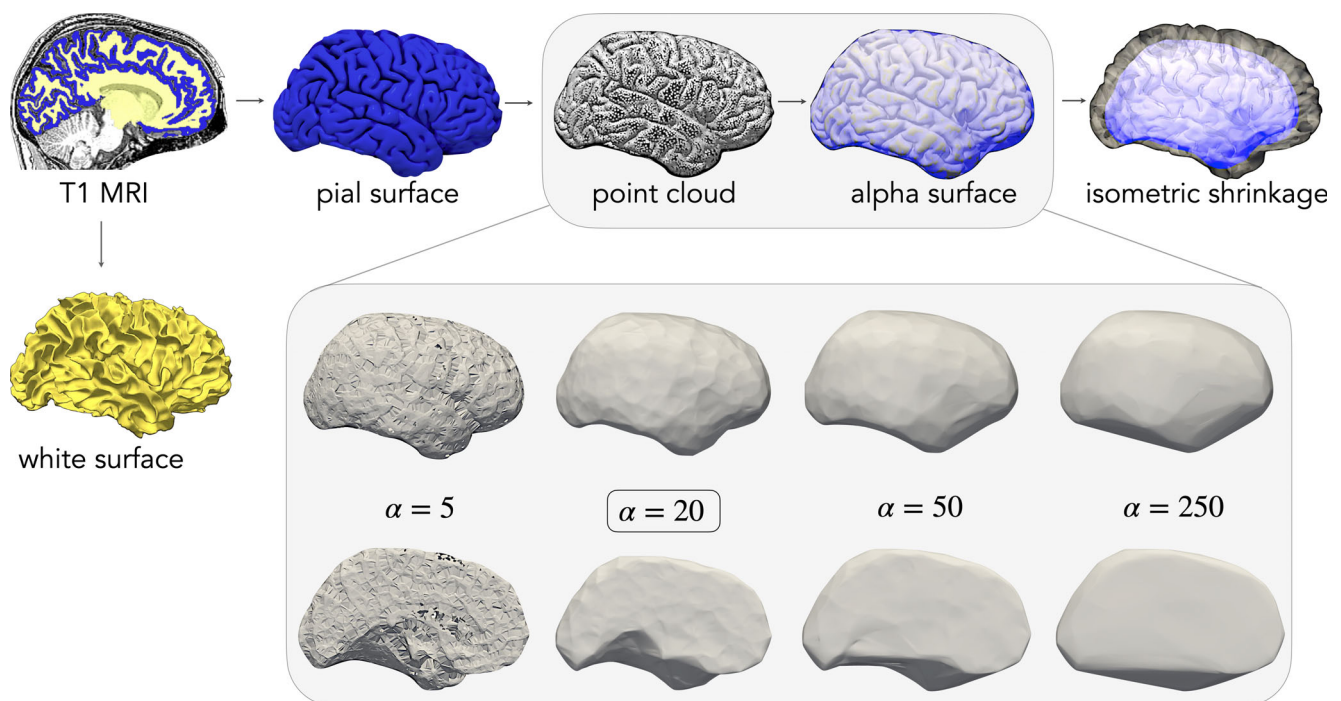 T1 MRI
pial surface
point cloud
alpha surface
isometric shrinkage
white surface
α = 5
α = 20
α = 50
α = 250